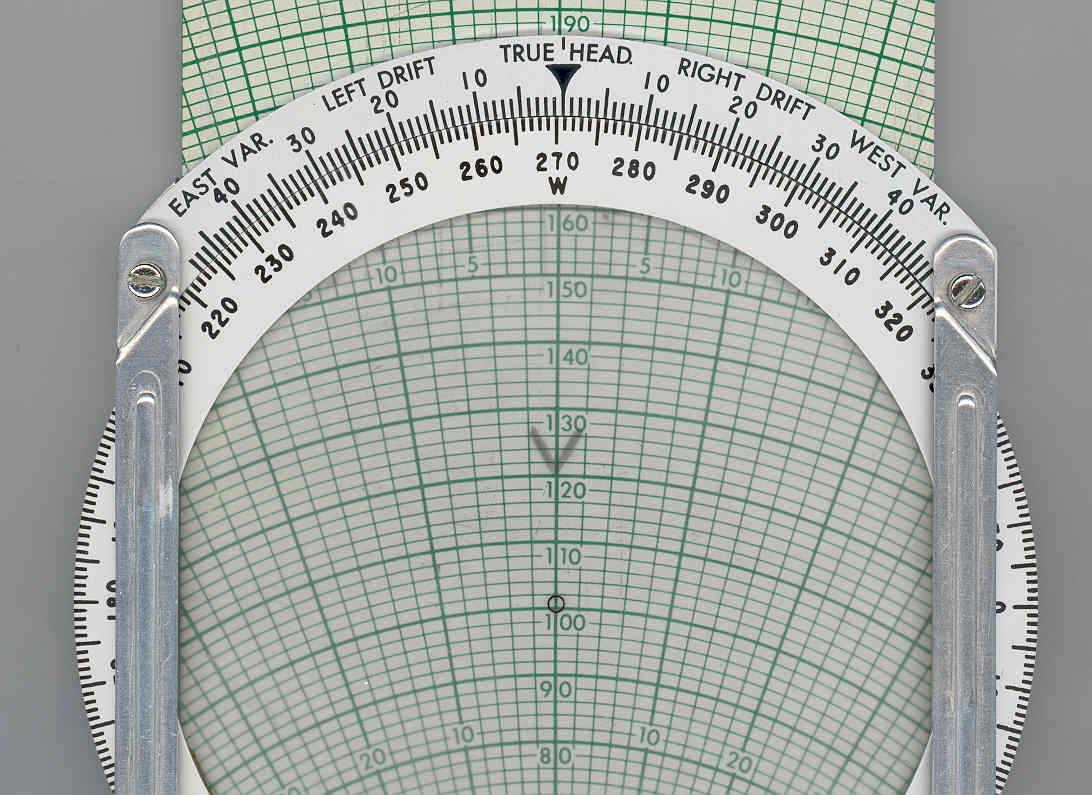 190
TRUE HEAD.
LEFT DRIFT
RIGHT DRIFT
EAST VAR.
WEST VAR.
40 30 20 10 10 20 30 40
220 230 240 250 260 270 280 290 300 310 320
W
160
10 5 5 10
150
140
130
V
120
110
100
90
20 10 10 20
80